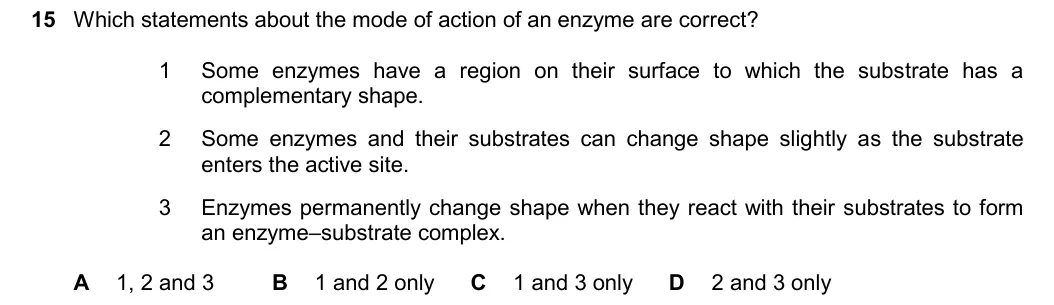 15 Which statements about the mode of action of an enzyme are correct?
1 Some enzymes have a region on their surface to which the substrate has a
complementary shape.
2 Some enzymes and their substrates can change shape slightly as the substrate
enters the active site.
3 Enzymes permanently change shape when they react with their substrates to form
an enzyme–substrate complex.
A 1, 2 and 3 B 1 and 2 only C 1 and 3 only D 2 and 3 only